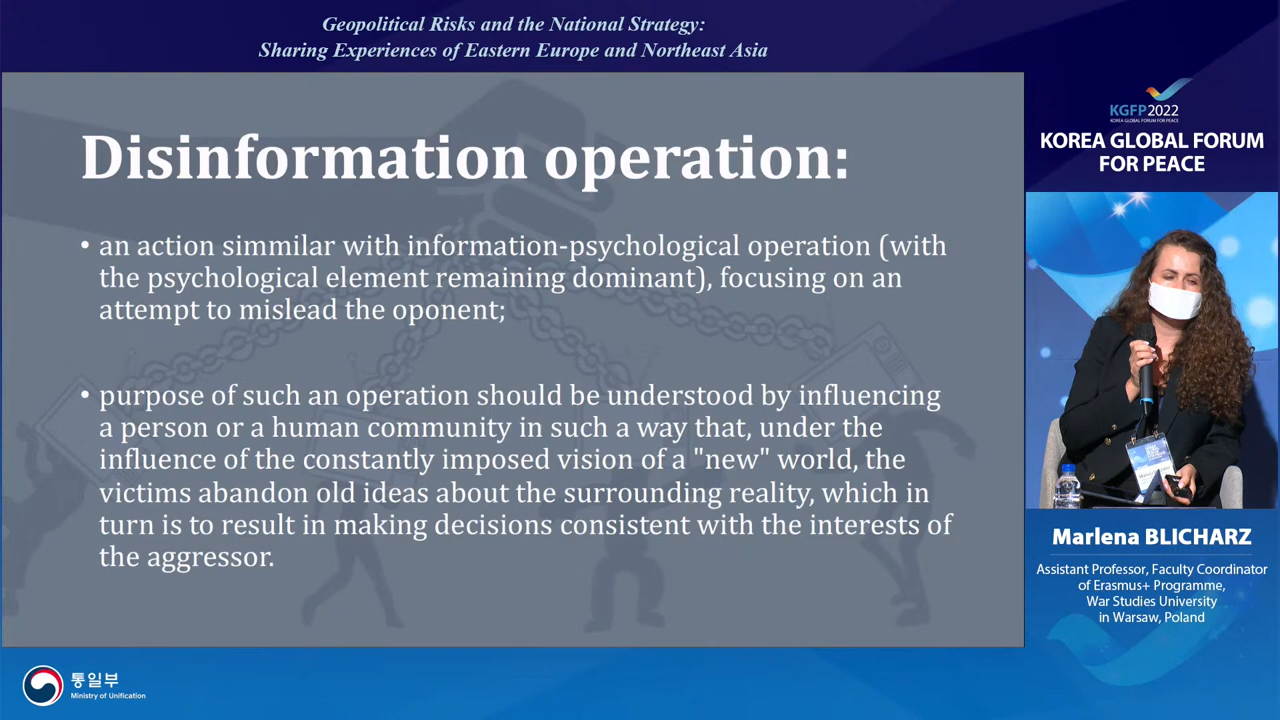 Geopolitical Risks and the National Strategy:
Sharing Experiences of Eastern Europe and Northeast Asia
Disinformation operation:
• an action simmilar with information-psychological operation (with
the psychological element remaining dominant), focusing on an
attempt to mislead the oponent;
• purpose of such an operation should be understood by influencing
a person or a human community in such a way that, under the
influence of the constantly imposed vision of a "new" world, the
victims abandon old ideas about the surrounding reality, which in
turn is to result in making decisions consistent with the interests of
the aggressor.
KGFP2022
KOREA GLOBAL FORUM FOR PEACE
KOREA GLOBAL FORUM
FOR PEACE
Marlena BLICHARZ
Assistant Professor, Faculty Coordinator
of Erasmus+ Programme,
War Studies University
in Warsaw, Poland
통일부
Ministry of Unification